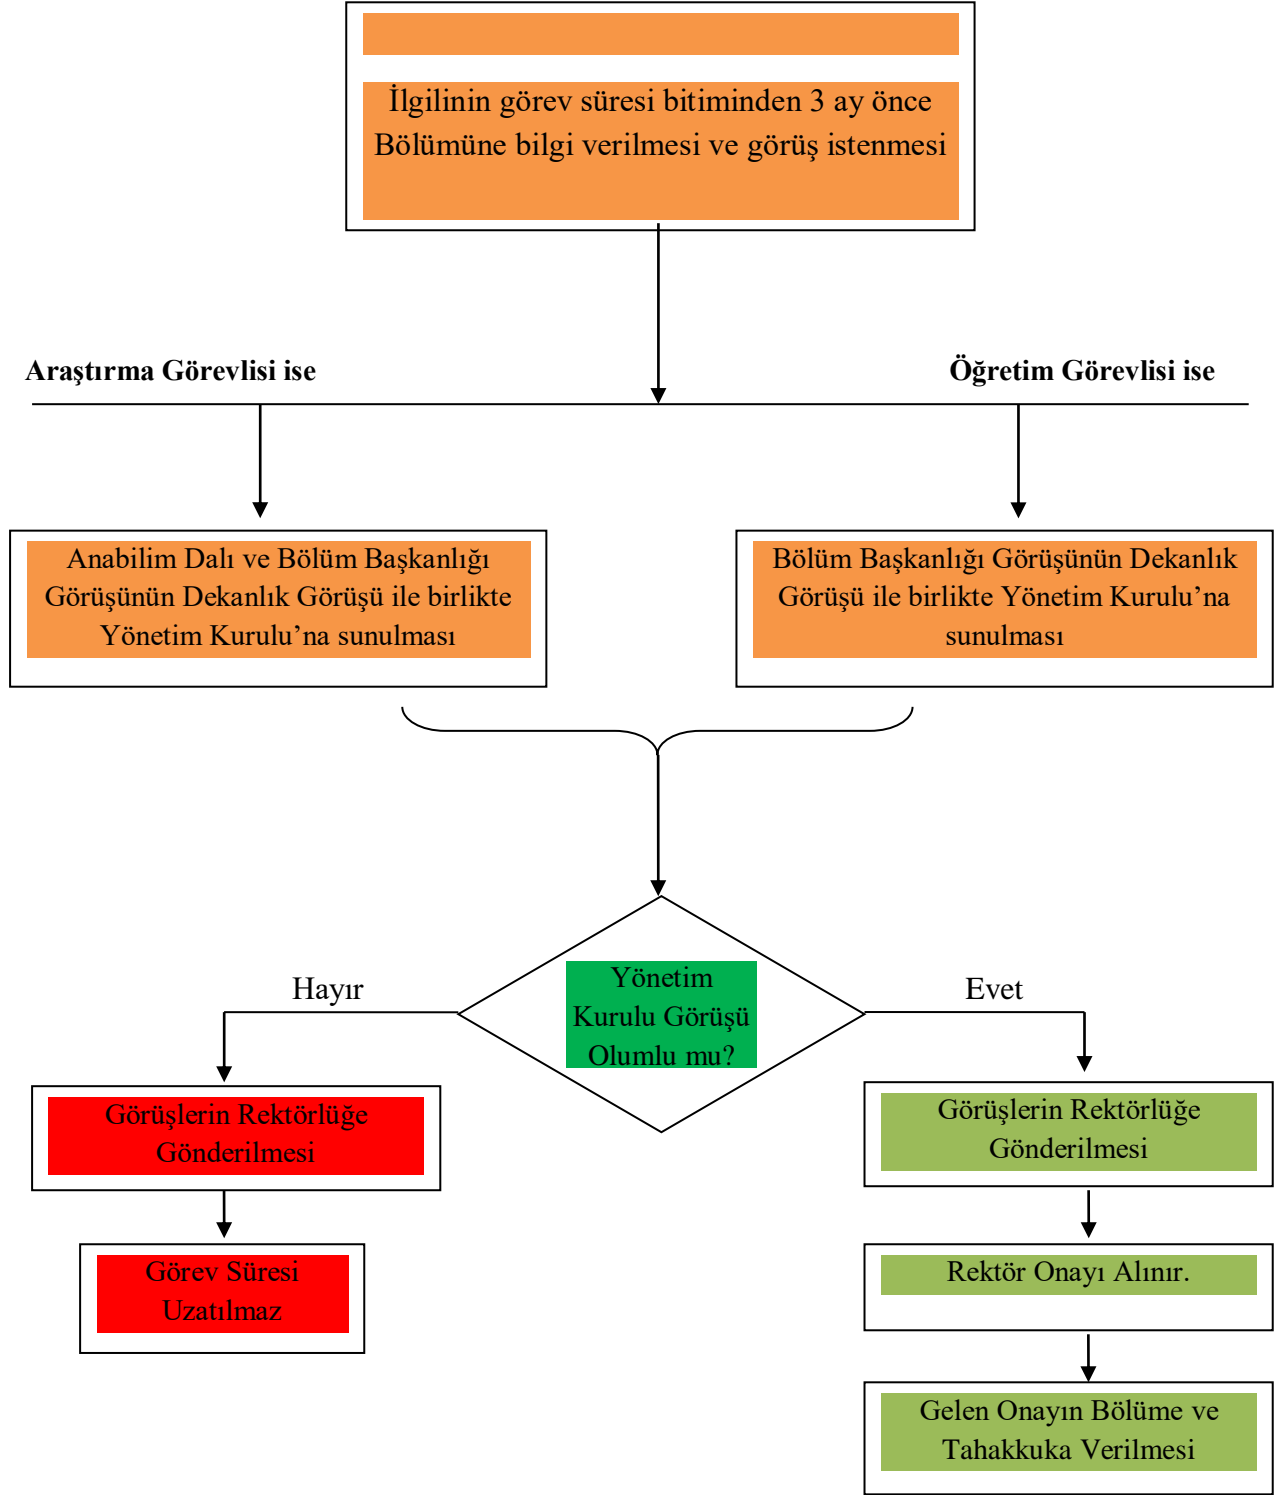 İlgilinin görev süresi bitiminden 3 ay önce
Bölümüne bilgi verilmesi ve görüş istenmesi
Araştırma Görevlisi ise
Öğretim Görevlisi ise
Anabilim Dalı ve Bölüm Başkanlığı
Görüşünün Dekanlık Görüşü ile birlikte
Yönetim Kurulu’na sunulması
Bölüm Başkanlığı Görüşünün Dekanlık
Görüşü ile birlikte Yönetim Kurulu’na
sunulması
Yönetim
Kurulu Görüşü
Olumlu mu?
Hayır
Evet
Görüşlerin Rektörlüğe
Gönderilmesi
Görev Süresi
Uzatılmaz
Görüşlerin Rektörlüğe
Gönderilmesi
Rektör Onayı Alınır.
Gelen Onayın Bölüme ve
Tahakkuka Verilmesi